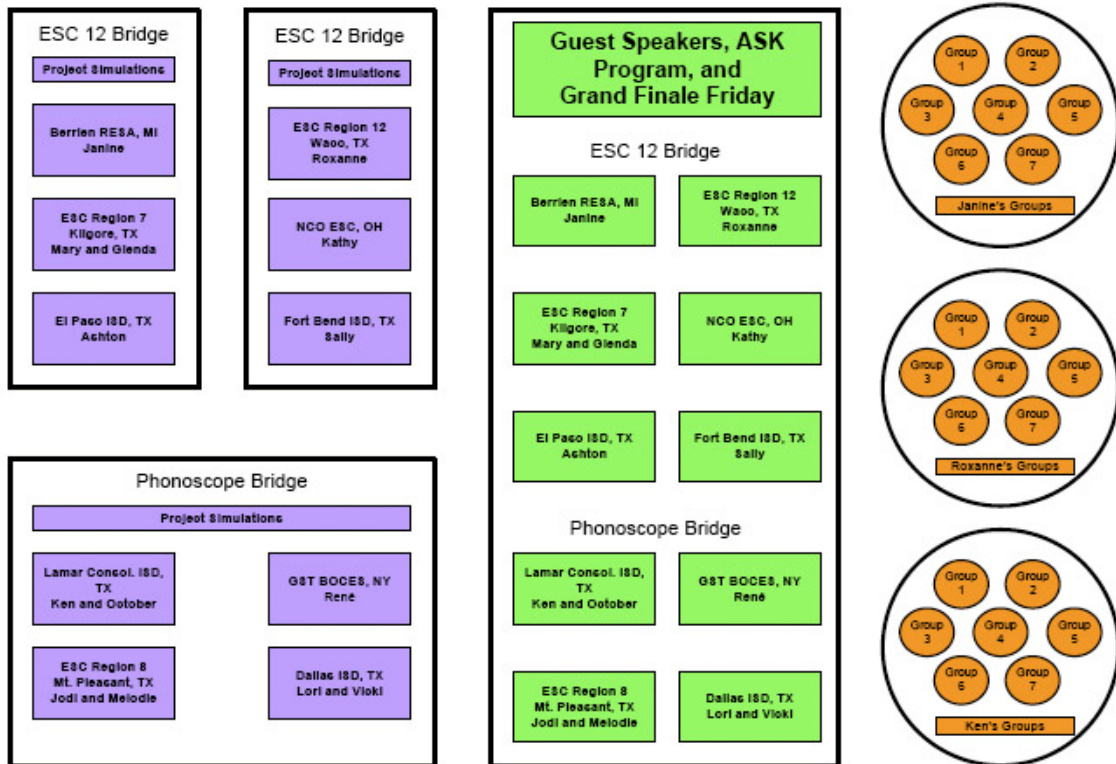 ESC 12 Bridge
Project Simulations
Berrien RESA, MI
Janine
ESC Region 7
Kilgore, TX
Mary and Glenda
El Paso ISD, TX
Ashton
ESC 12 Bridge
Project Simulations
ESC Region 12
Waco, TX
Roxanne
NCO ESC, OH
Kathy
Fort Bend ISD, TX
Sally
Phonoscope Bridge
Project Simulations
Lamar Consol. ISD,
TX
Ken and October
GST BOCES, NY
René
ESC Region 8
Mt. Pleasant, TX
Jodi and Melodie
Dallas ISD, TX
Lori and Vicki
Guest Speakers, ASK
Program, and
Grand Finale Friday
ESC 12 Bridge
Berrien RESA, MI
Janine
ESC Region 12
Waco, TX
Roxanne
ESC Region 7
Kilgore, TX
Mary and Glenda
NCO ESC, OH
Kathy
El Paso ISD, TX
Ashton
Fort Bend ISD, TX
Sally
Phonoscope Bridge
Lamar Consol. ISD,
TX
Ken and October
GST BOCES, NY
René
ESC Region 8
Mt. Pleasant, TX
Jodi and Melodie
Dallas ISD, TX
Lori and Vicki
Group
1
Group
2
Group
3
Group
4
Group
5
Group
6
Group
7
Janine's Groups
Group
1
Group
2
Group
3
Group
4
Group
5
Group
6
Group
7
Roxanne's Groups
Group
1
Group
2
Group
3
Group
4
Group
5
Group
6
Group
7
Ken's Groups